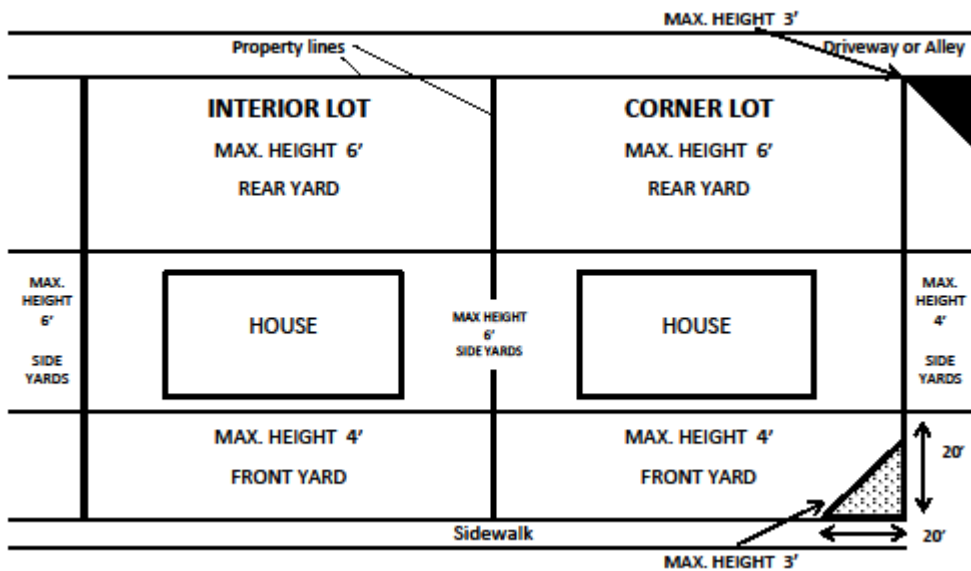 MAX. HEIGHT 3'
Property lines
Driveway or Alley
INTERIOR LOT
MAX. HEIGHT 6'
REAR YARD
CORNER LOT
MAX. HEIGHT 6'
REAR YARD
MAX.
HEIGHT
6'
SIDE
YARDS
HOUSE
MAX HEIGHT
6'
SIDE YARDS
HOUSE
MAX.
HEIGHT
4'
SIDE
YARDS
MAX. HEIGHT 4'
FRONT YARD
MAX. HEIGHT 4'
FRONT YARD
20'
Sidewalk
20'
MAX. HEIGHT 3'